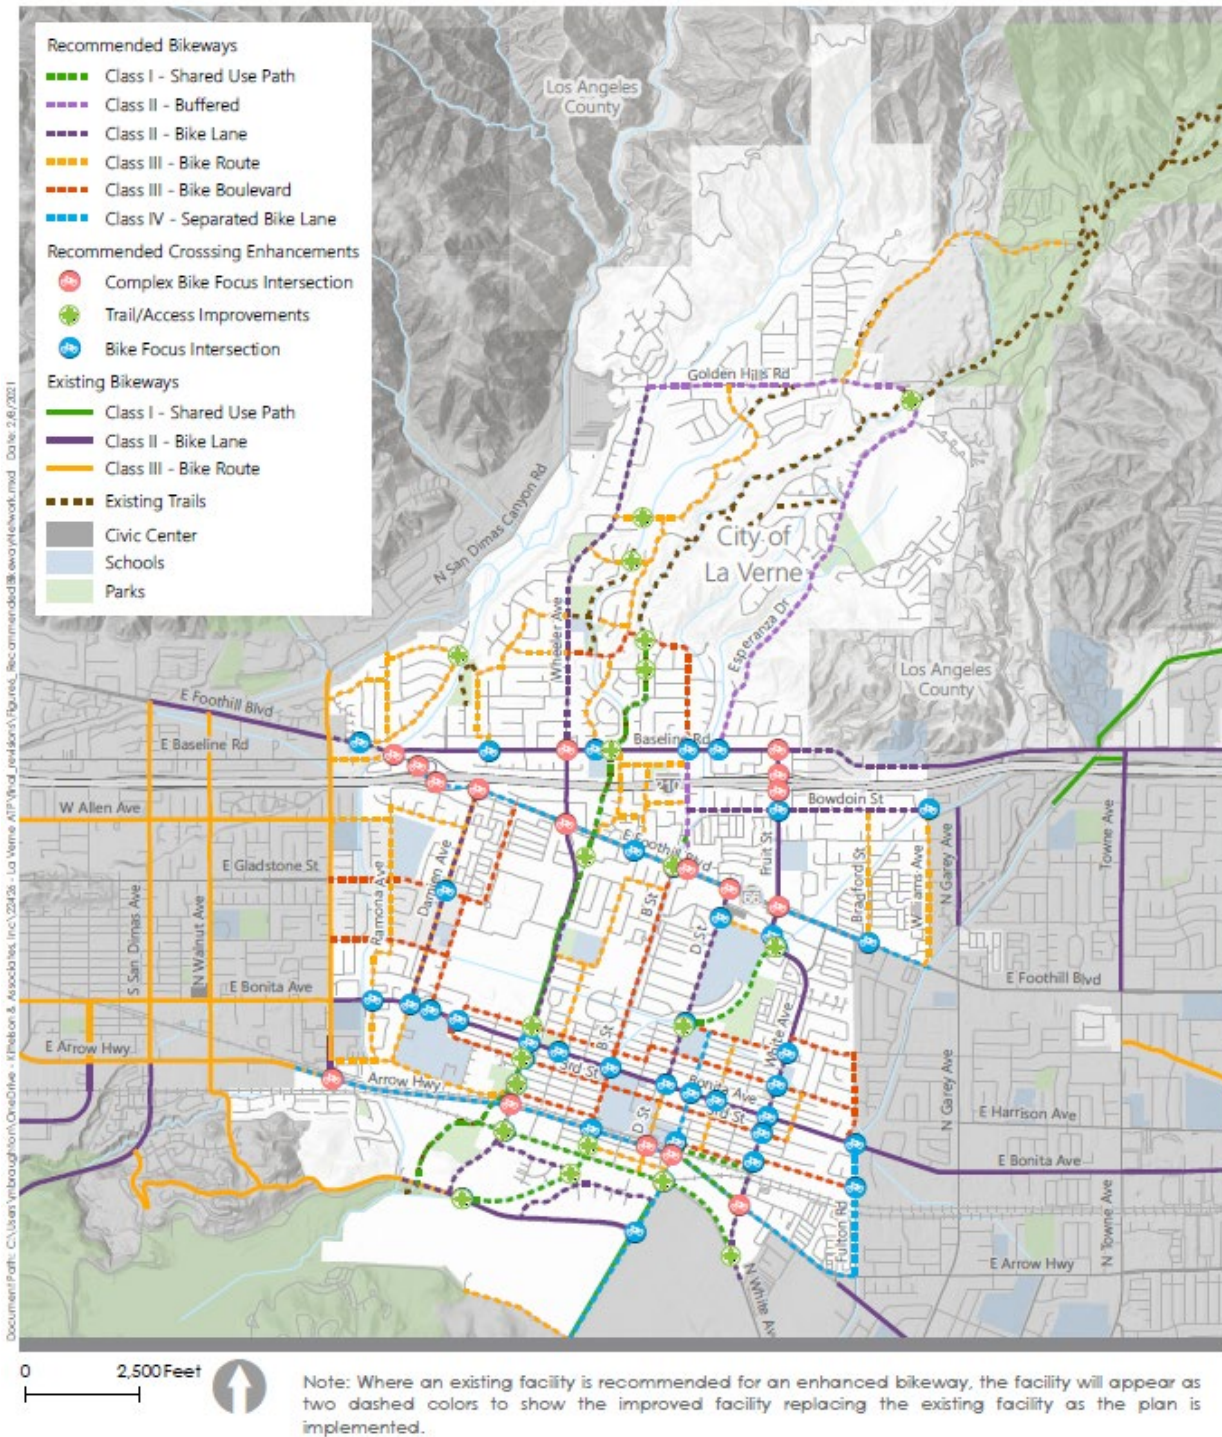 Recommended Bikeways
Class I - Shared Use Path
Class II - Buffered
Class II - Bike Lane
Class III - Bike Route
Class III - Bike Boulevard
Class IV - Separated Bike Lane
Recommended Crosssing Enhancements
Complex Bike Focus Intersection
Trail/Access Improvements
Bike Focus Intersection
Existing Bikeways
Class I - Shared Use Path
Class II - Bike Lane
Class III - Bike Route
Existing Trails
Civic Center
Schools
Parks
Los Angeles
County
Golden Hills Rd
N San Dimas Canyon Rd
City of
La Verne
Wheeler Ave
Esperanza Dr
Los Angeles
County
E Foothill Blvd
E Baseline Rd
Baseline Rd
210
W Allen Ave
Bowdoin St
E Foothill Blvd
Fruit St
Towne Ave
E Gladstone St
Ramona Ave
Damien Ave
B St
66
Bradford St
Williams Ave
N Garey Ave
S San Dimas Ave
N Walnut Ave
D St
E Bonita Ave
E Foothill Blvd
White Ave
E Arrow Hwy
B St
3rd St
Arrow Hwy
Bonita Ave
3rd St
D St
N Garey Ave
E Harrison Ave
E Bonita Ave
Fulton Rd
N Towne Ave
E Arrow Hwy
N White Ave
0 2,500 Feet
Note: Where an existing facility is recommended for an enhanced bikeway, the facility will appear as
two dashed colors to show the improved facility replacing the existing facility as the plan is
implemented.